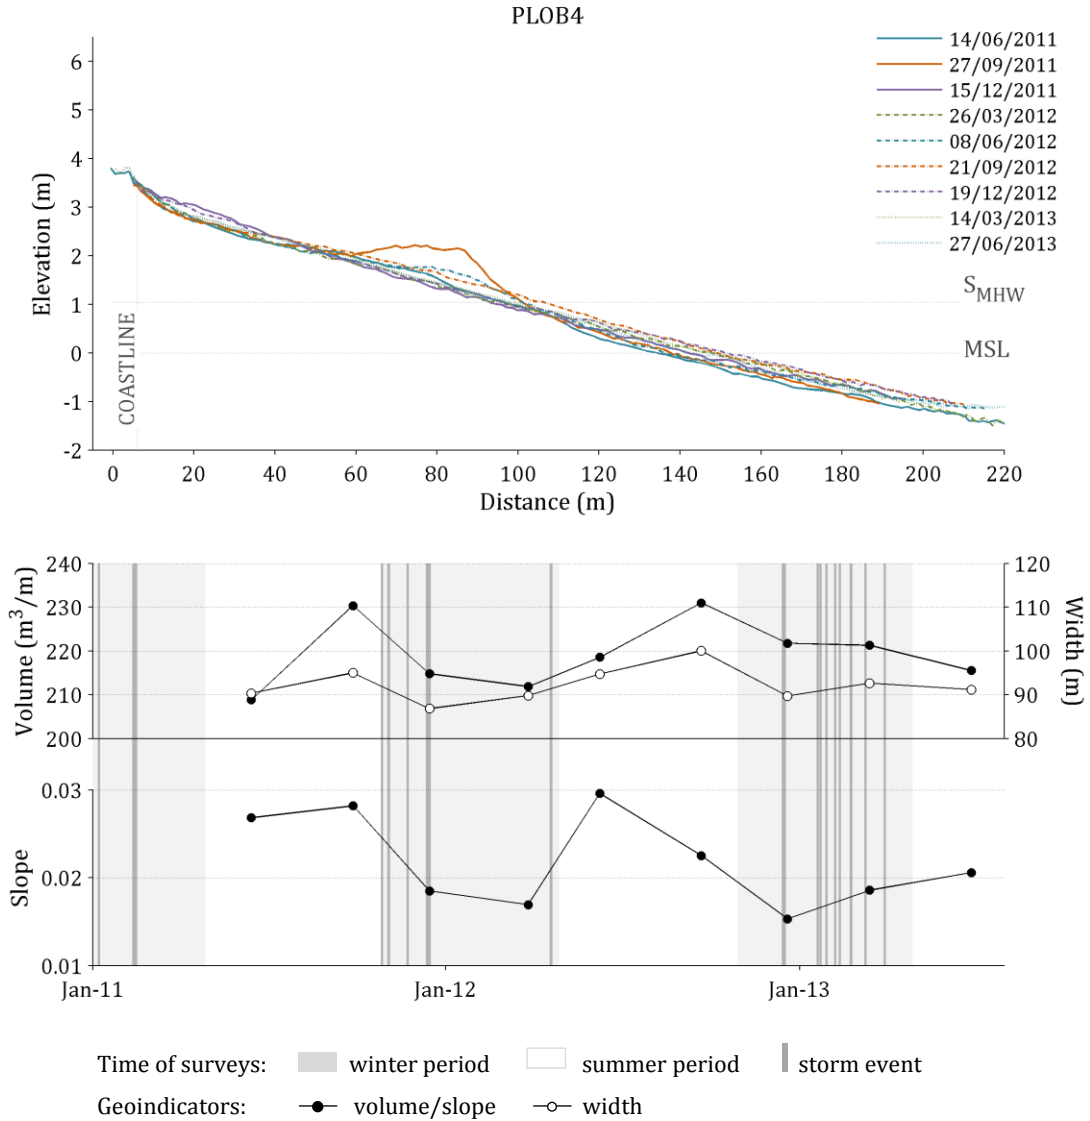 PLOB4
14/06/2011
27/09/2011
15/12/2011
26/03/2012
08/06/2012
21/09/2012
19/12/2012
14/03/2013
27/06/2013
Elevation (m)
6
5
4
3
2
1
0
-1
-2
COASTLINE
S_MHW
MSL
0 20 40 60 80 100 120 140 160 180 200 220
Distance (m)
Volume (m³/m)
240
230
220
210
200
120
110
100
90
80
Width (m)
Slope
0.03
0.02
0.01
Jan-11 Jan-12 Jan-13
Time of surveys: winter period summer period storm event
Geoindicators: volume/slope width